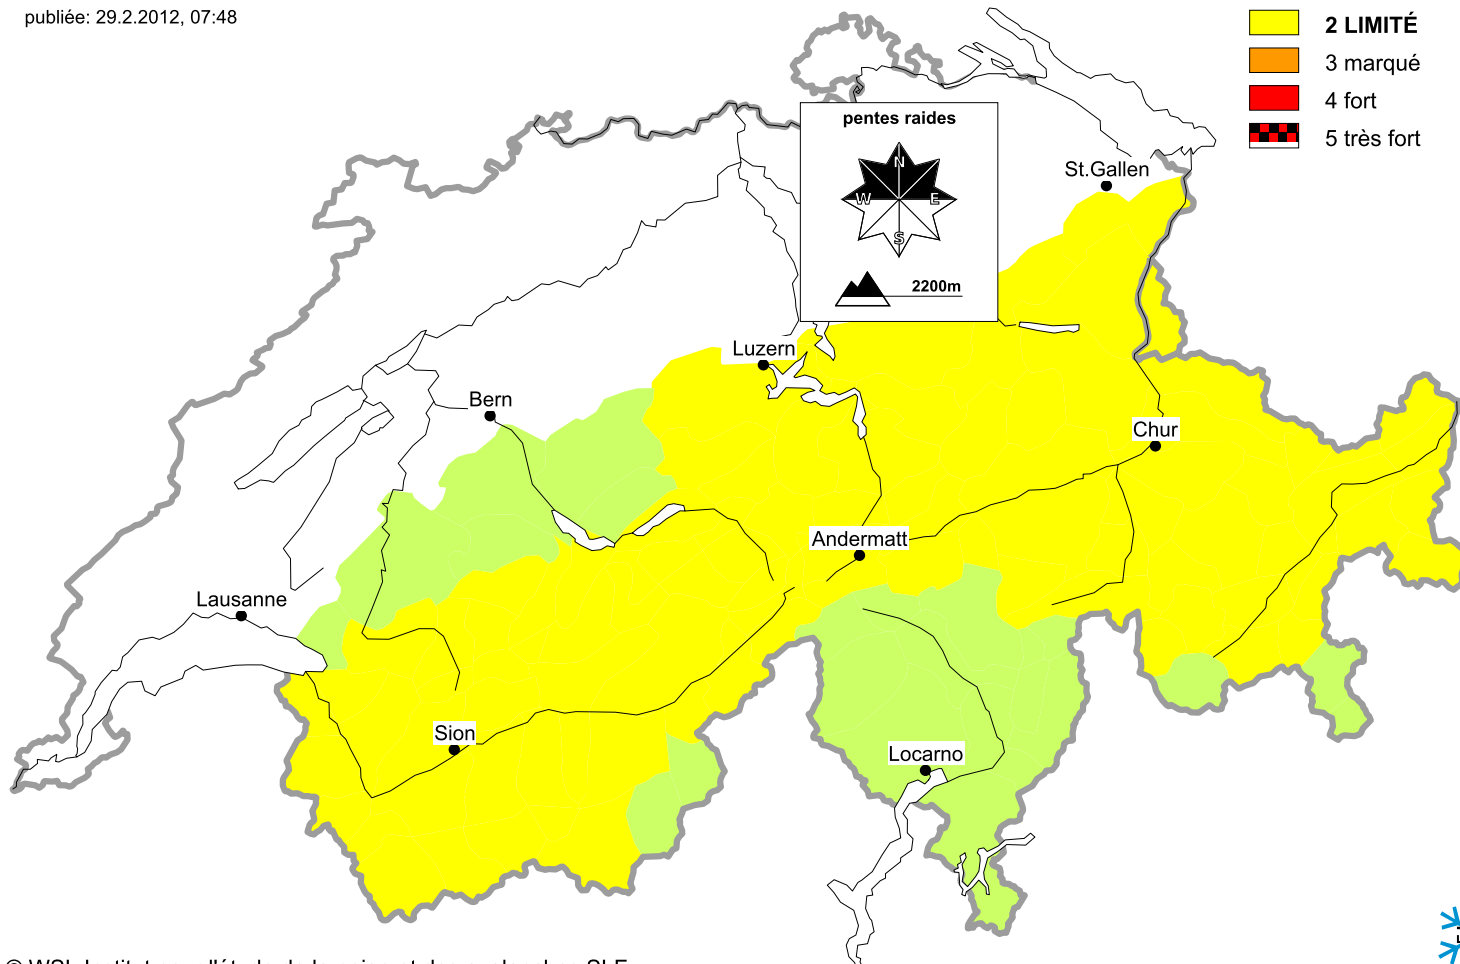 publiée: 29.2.2012, 07:48
2 LIMITÉ
3 marqué
4 fort
5 très fort
pentes raides
N
W E
S
2200m
St.Gallen
Luzern
Bern
Chur
Andermatt
Lausanne
Sion
Locarno